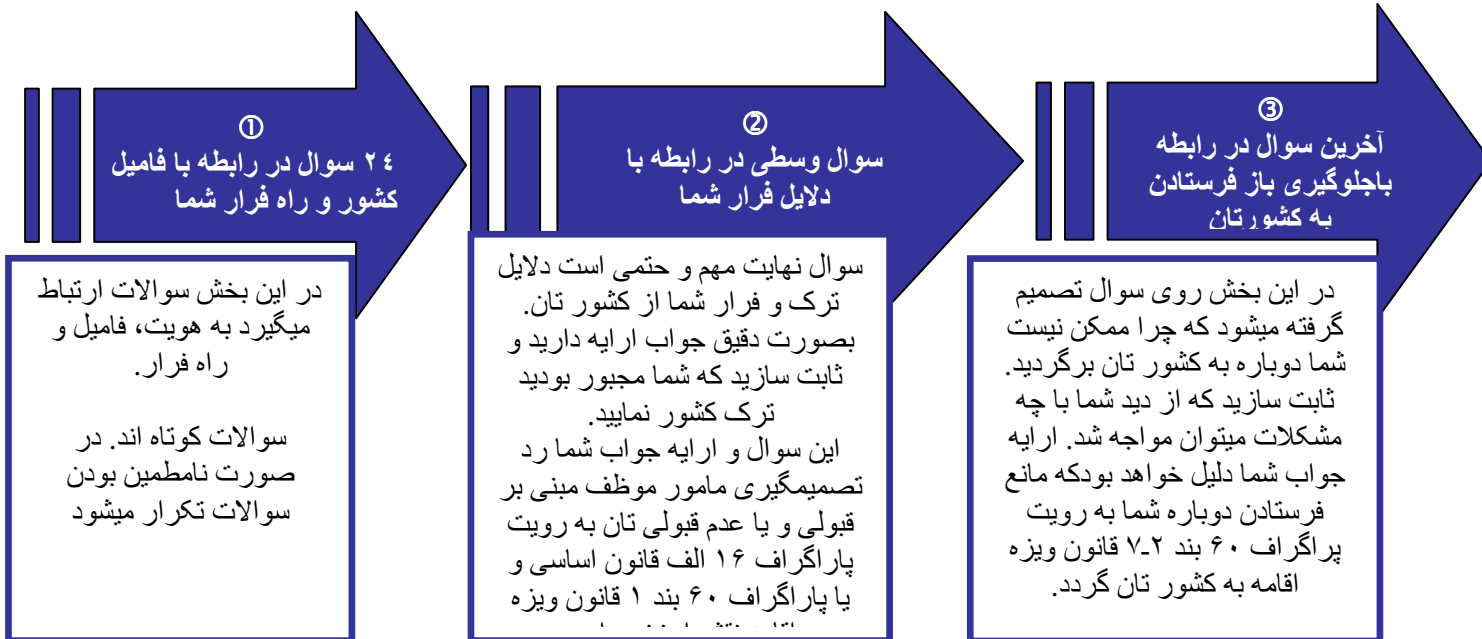 ①
۲۴ سوال در رابطه با فامیل
کشور و راه فرار شما
در این بخش سوالات ارتباط
میگیرد به هویت، فامیل و
راه فرار.
سوالات کوتاه اند. در
صورت نامطمین بودن
سوالات تکرار میشود
②
سوال وسطی در رابطه با
دلایل فرار شما
سوال نهایت مهم و حتمی است دلایل
ترک و فرار شما از کشور تان.
بصورت دقیق جواب ارایه دارید و
ثابت سازید که شما مجبور بودید
ترک کشور نمایید.
این سوال و ارایه جواب شما رد
تصمیمگیری مامور موظف مبنی بر
قبولی و یا عدم قبولی تان به رویت
پاراگراف ۱۶ الف قانون اساسی و
یا پاراگراف ۶۰ بند ۱ قانون ویزه
③
آخرین سوال در رابطه
باجلوگیری باز فرستادن
به کشورتان
در این بخش روی سوال تصمیم
گرفته میشود که چرا ممکن نیست
شما دوباره به کشور تان برگردید.
ثابت سازید که از دید شما با چه
مشکلات میتوان مواجه شد. ارایه
جواب شما دلیل خواهد بودکه مانع
فرستادن دوباره شما به رویت
پراگراف ۶۰ بند ۲ـ۷ قانون ویزه
اقامه به کشور تان گردد.